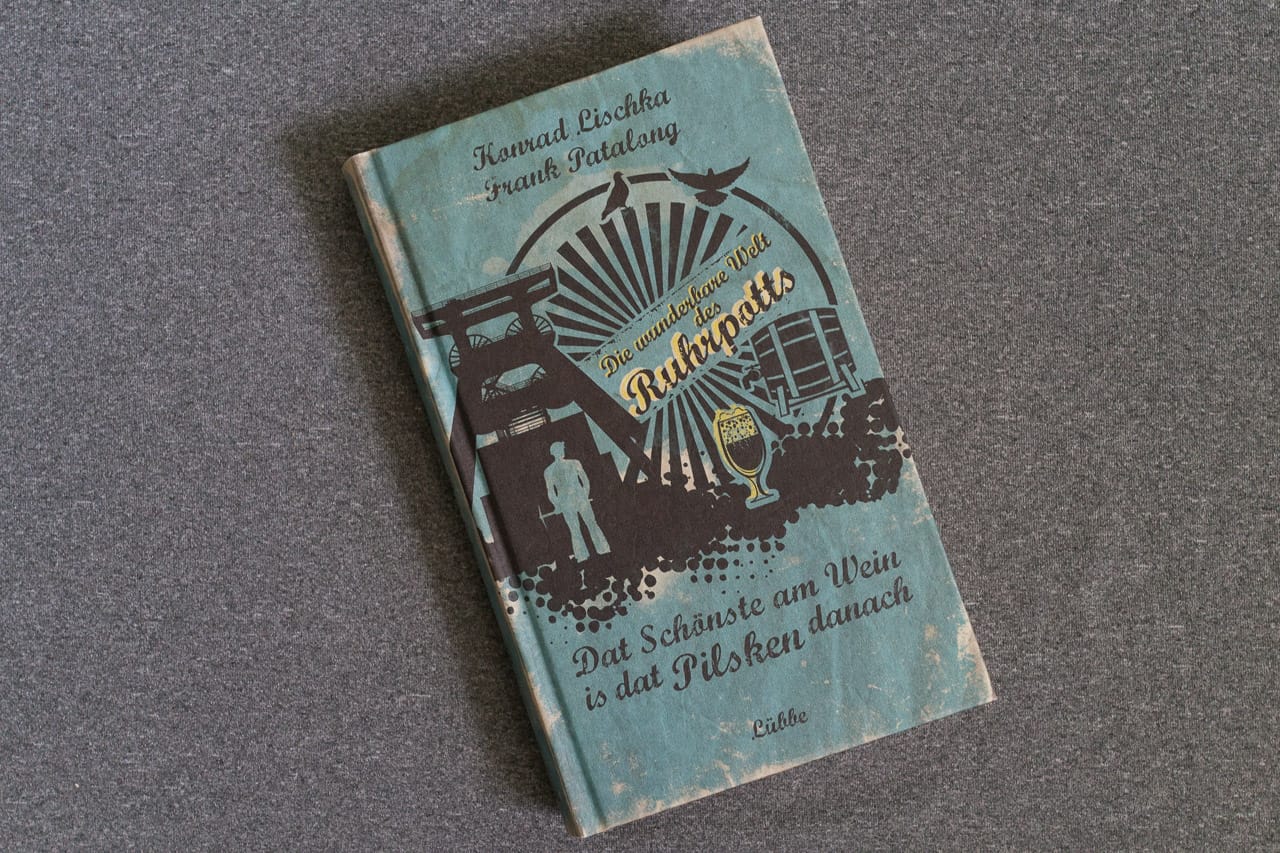 Konrad Lischka
Frank Patalong
Die wunderbare Welt
des
Ruhrpotts
Dat Schönste am Wein
is dat Pilsken danach
Lübbe